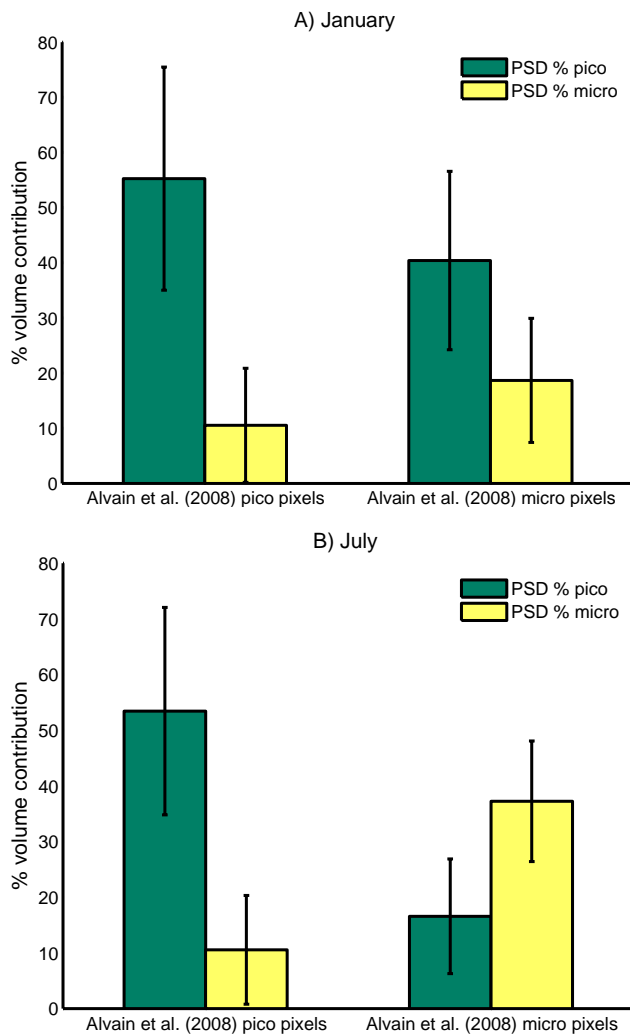 A) January
80
70
60
50
40
30
20
10
0
% volume contribution
PSD % pico
PSD % micro
Alvain et al. (2008) pico pixels
Alvain et al. (2008) micro pixels
B) July
80
70
60
50
40
30
20
10
0
% volume contribution
PSD % pico
PSD % micro
Alvain et al. (2008) pico pixels
Alvain et al. (2008) micro pixels